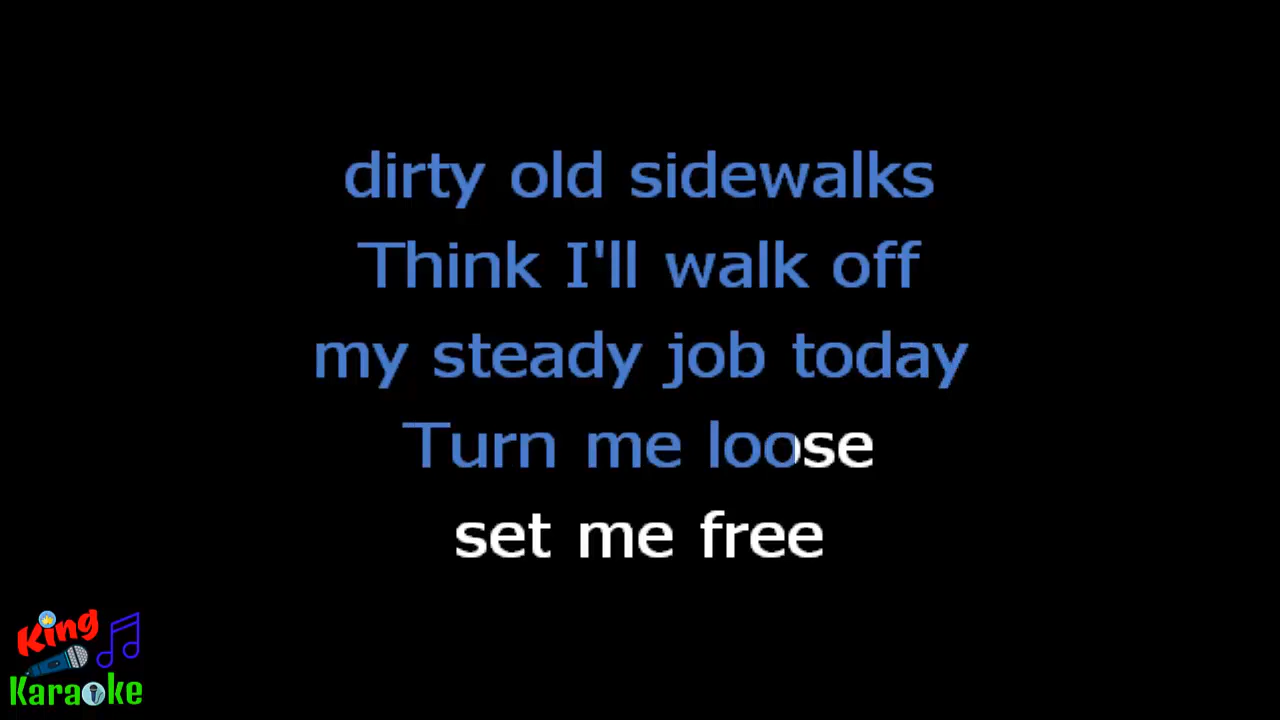 dirty old sidewalks
Think I'll walk off
my steady job today
Turn me loose
set me free
King
Karaoke